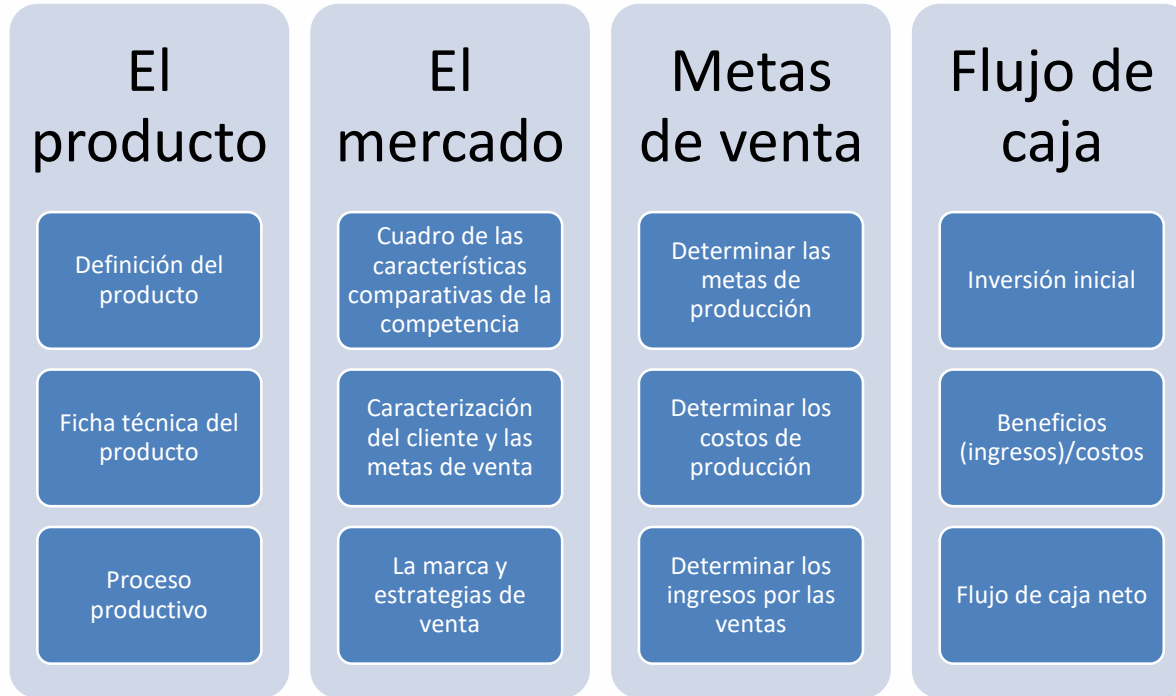 El
producto
Definición del
producto
Ficha técnica del
producto
Proceso
productivo
El
mercado
Cuadro de las
características
comparativas de la
competencia
Caracterización
del cliente y las
metas de venta
La marca y
estrategias de
venta
Metas
de venta
Determinar las
metas de
producción
Determinar los
costos de
producción
Determinar los
ingresos por las
ventas
Flujo de
caja
Inversión inicial
Beneficios
(ingresos)/costos
Flujo de caja neto